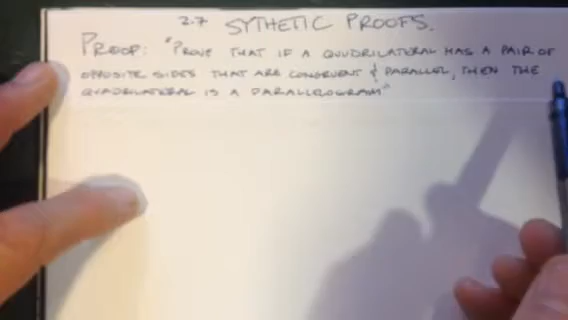 2.7 SYTHETIC PROOFS.
PROOF: "PROVE THAT IF A QUUDRILATERAL HAS A PAIR OF
OPPOSITE SIDES THAT ARE CONGRUENT & PARALLEL, THEN THE
QUADRILATERAL IS A PARALLELOGRAM"